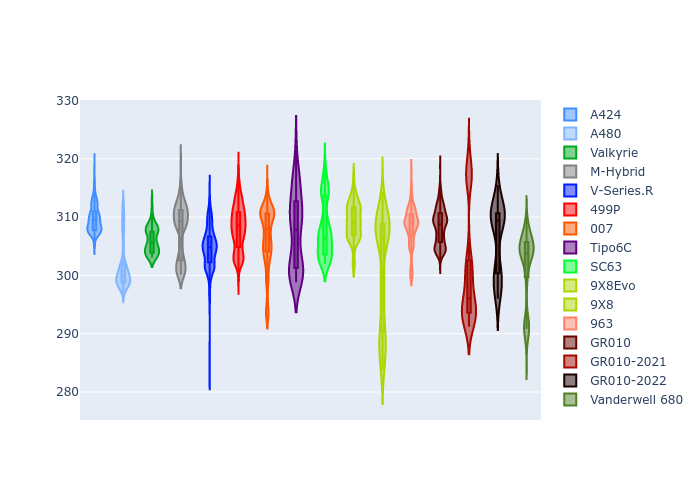 330
320
310
300
290
280
A424
A480
Valkyrie
M-Hybrid
V-Series.R
499P
007
Tipo6C
SC63
9X8Evo
9X8
963
GR010
GR010-2021
GR010-2022
Vanderwell 680